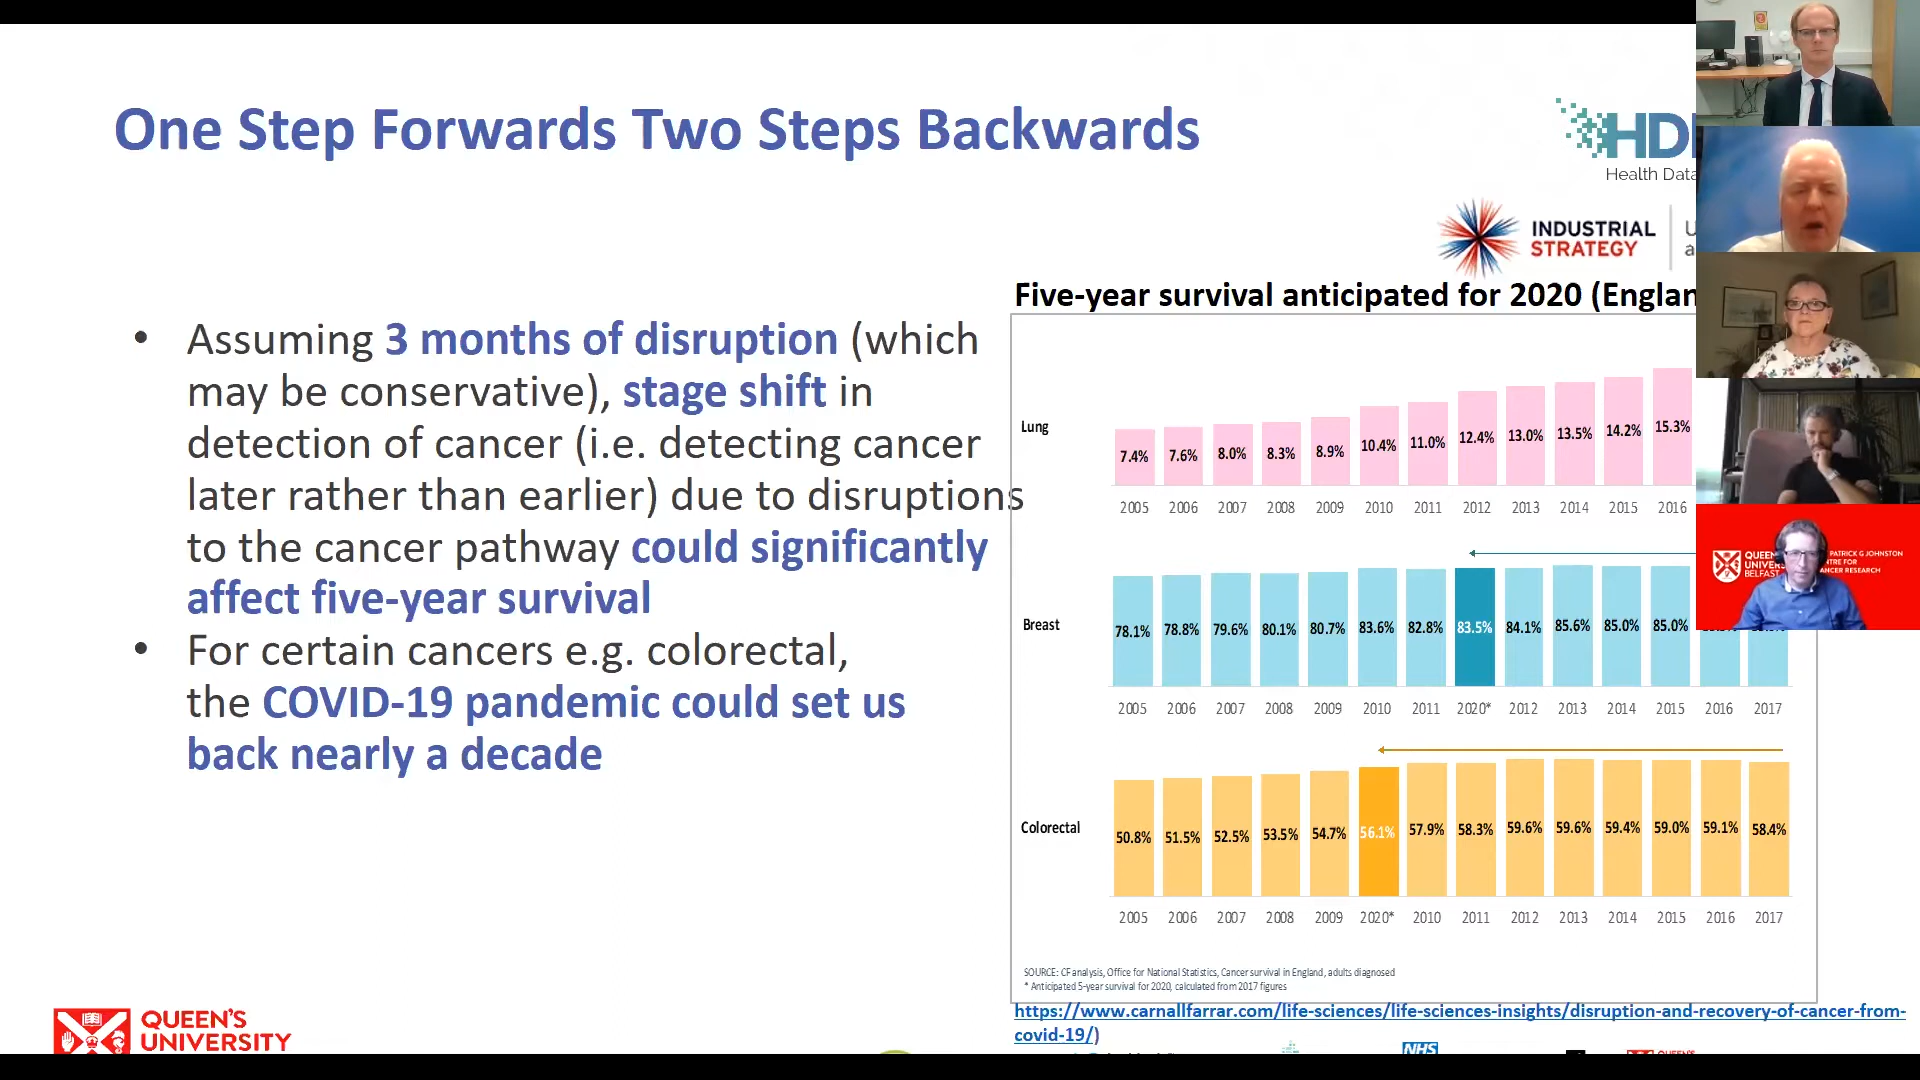 One Step Forwards Two Steps Backwards
HD
Health Data
INDUSTRIAL
STRATEGY
• Assuming 3 months of disruption (which
may be conservative), stage shift in
detection of cancer (i.e. detecting cancer
later rather than earlier) due to disruptions
to the cancer pathway could significantly
affect five-year survival
• For certain cancers e.g. colorectal,
the COVID-19 pandemic could set us
back nearly a decade
Five-year survival anticipated for 2020 (Englan
Lung
7.4% 7.6% 8.0% 8.3% 8.9% 10.4% 11.0% 12.4% 13.0% 13.5% 14.2% 15.3%
2005 2006 2007 2008 2009 2010 2011 2012 2013 2014 2015 2016
Breast
78.1% 78.8% 79.6% 80.1% 80.7% 83.6% 82.8% 83.5% 84.1% 85.6% 85.0% 85.0%
2005 2006 2007 2008 2009 2010 2011 2020* 2012 2013 2014 2015 2016 2017
Colorectal
50.8% 51.5% 52.5% 53.5% 54.7% 56.1% 57.9% 58.3% 59.6% 59.6% 59.4% 59.0% 59.1% 58.4%
2005 2006 2007 2008 2009 2020* 2010 2011 2012 2013 2014 2015 2016 2017
SOURCE: CF analysis, Office for National Statistics, Cancer survival in England, adults diagnosed
* Anticipated 5-year survival for 2020, calculated from 2017 figures
https://www.carnallfarrar.com/life-sciences/life-sciences-insights/disruption-and-recovery-of-cancer-from-
covid-19/)
QUEEN'S
UNIVERSITY
NHS
QUEEN'S
PATRICK G JOHNSTON
BELFAST
CANCER RESEARCH